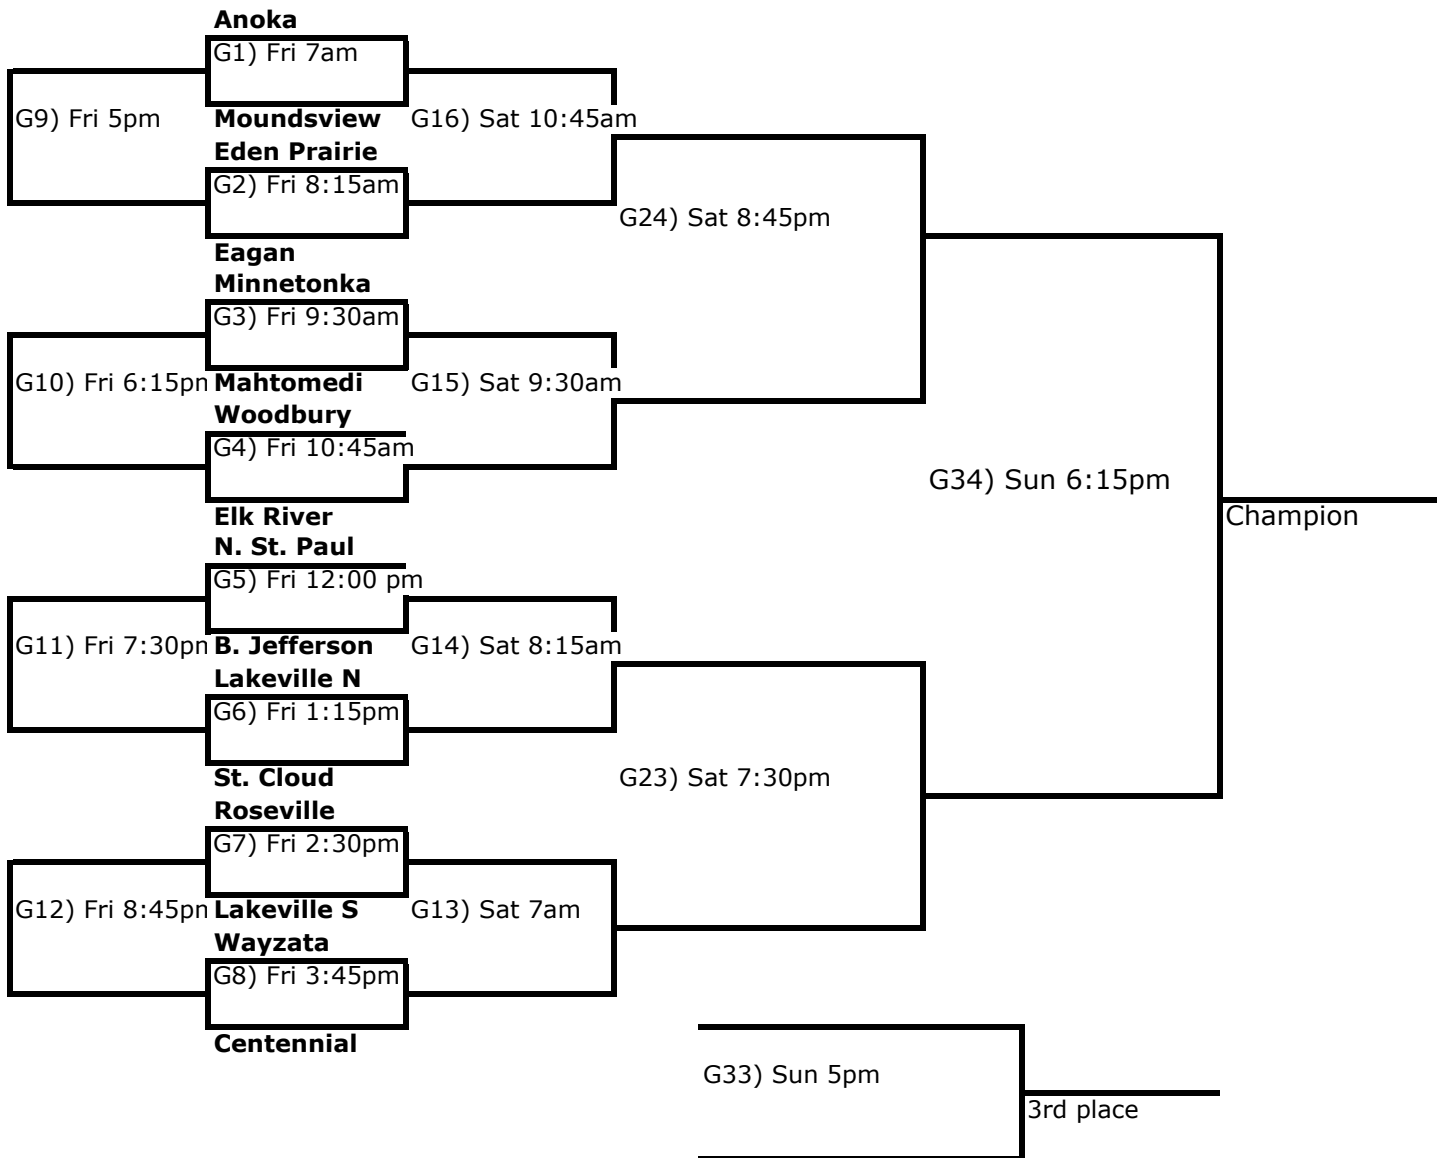 Anoka
G1) Fri 7am
G9) Fri 5pm
Moundsview
G16) Sat 10:45am
Eden Prairie
G2) Fri 8:15am
G24) Sat 8:45pm
Eagan
Minnetonka
G3) Fri 9:30am
G10) Fri 6:15pm
Mahtomedi
G15) Sat 9:30am
Woodbury
G4) Fri 10:45am
G34) Sun 6:15pm
Champion
Elk River
N. St. Paul
G5) Fri 12:00 pm
G11) Fri 7:30pm
B. Jefferson
G14) Sat 8:15am
Lakeville N
G6) Fri 1:15pm
St. Cloud
G23) Sat 7:30pm
Roseville
G7) Fri 2:30pm
G12) Fri 8:45pm
Lakeville S
G13) Sat 7am
Wayzata
G8) Fri 3:45pm
Centennial
G33) Sun 5pm
3rd place